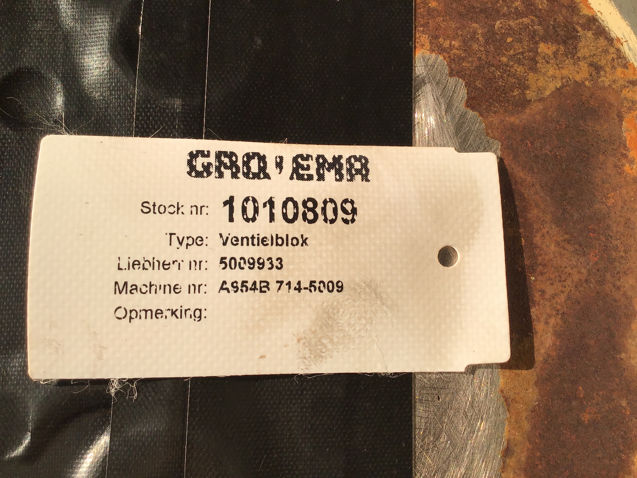 Stock nr: 1010809
Type: Ventielblok
Liebherr nr: 5009933
Machine nr: A954B 714-5009
Opmerking: